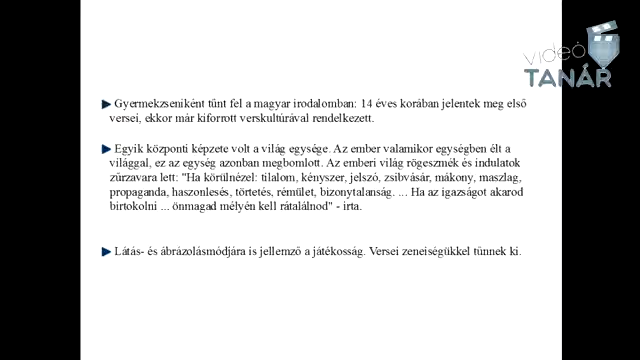 videó
TANÁR
Gyermekzseniként tűnt fel a magyar irodalomban: 14 éves korában jelentek meg első
versei, ekkor már kiforrott verskultúrával rendelkezett.
Egyik központi képzete volt a világ egysége. Az ember valamikor egységben élt a
világgal, ez az egység azonban megbomlott. Az emberi világ rögeszmék és indulatok
zűrzavara lett: "Ha körülnézel: tilalom, kényszer, jelszó, zsibvásár, mákony, maszlag,
propaganda, haszonlesés, törtetés, rémület, bizonytalanság. ... Ha az igazságot akarod
birtokolni ... önmagad mélyén kell rátalálnod" - írta.
Látás- és ábrázolásmódjára is jellemző a játékosság. Versei zeneiségükkel tűnnek ki.